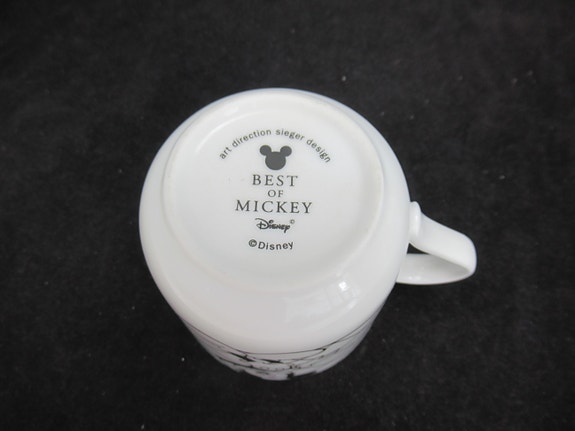 art direction sieger design
BEST
OF
MICKEY
Disney©
©Disney